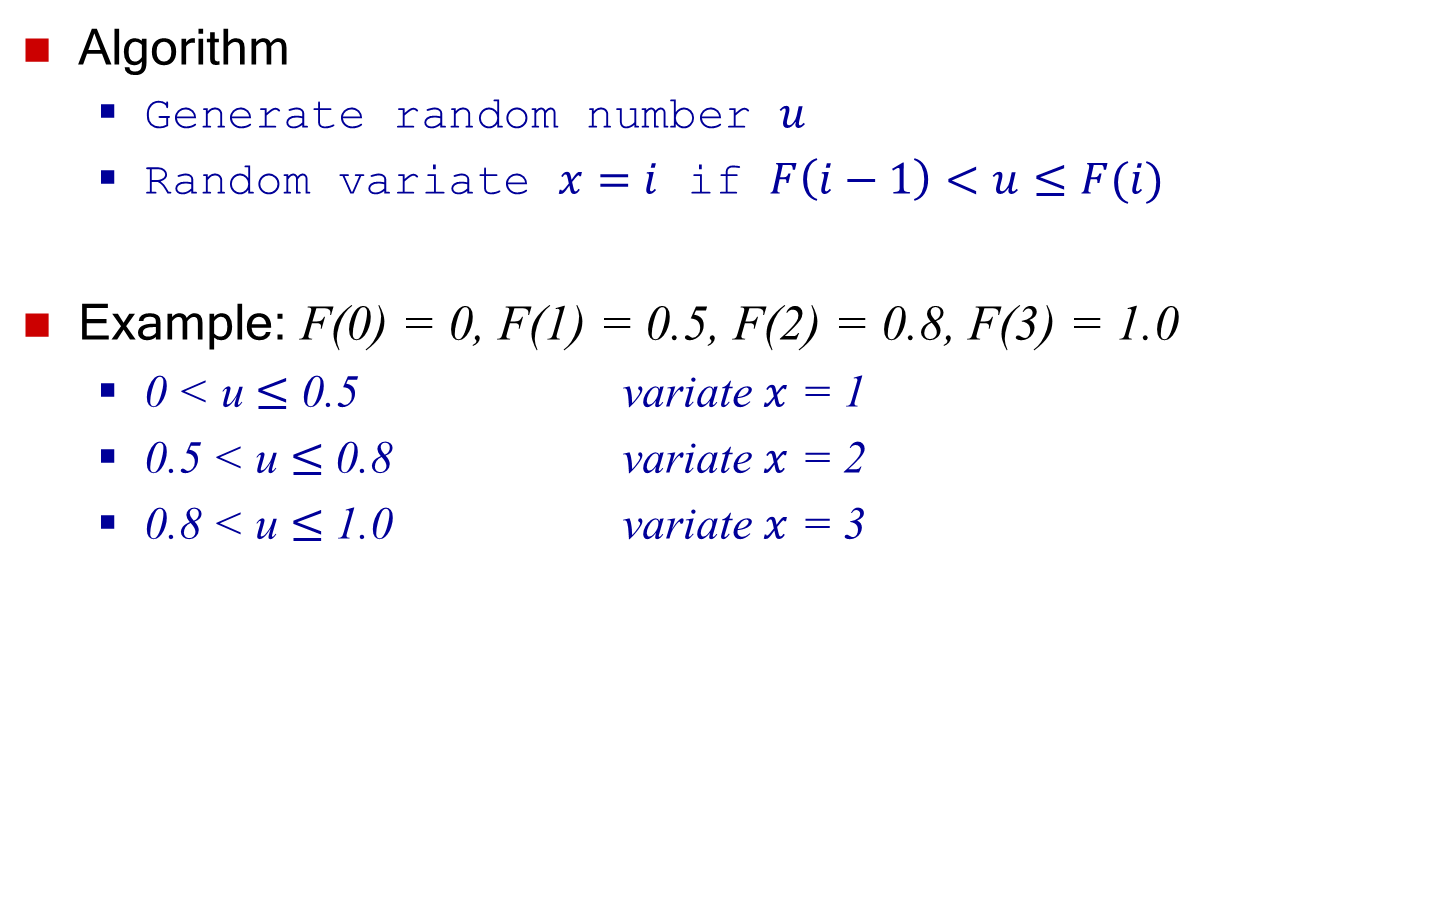 Algorithm
Generate random number u
Random variate x = i if F(i − 1) < u ≤ F(i)
Example: F(0) = 0, F(1) = 0.5, F(2) = 0.8, F(3) = 1.0
0 < u ≤ 0.5 variate x = 1
0.5 < u ≤ 0.8 variate x = 2
0.8 < u ≤ 1.0 variate x = 3